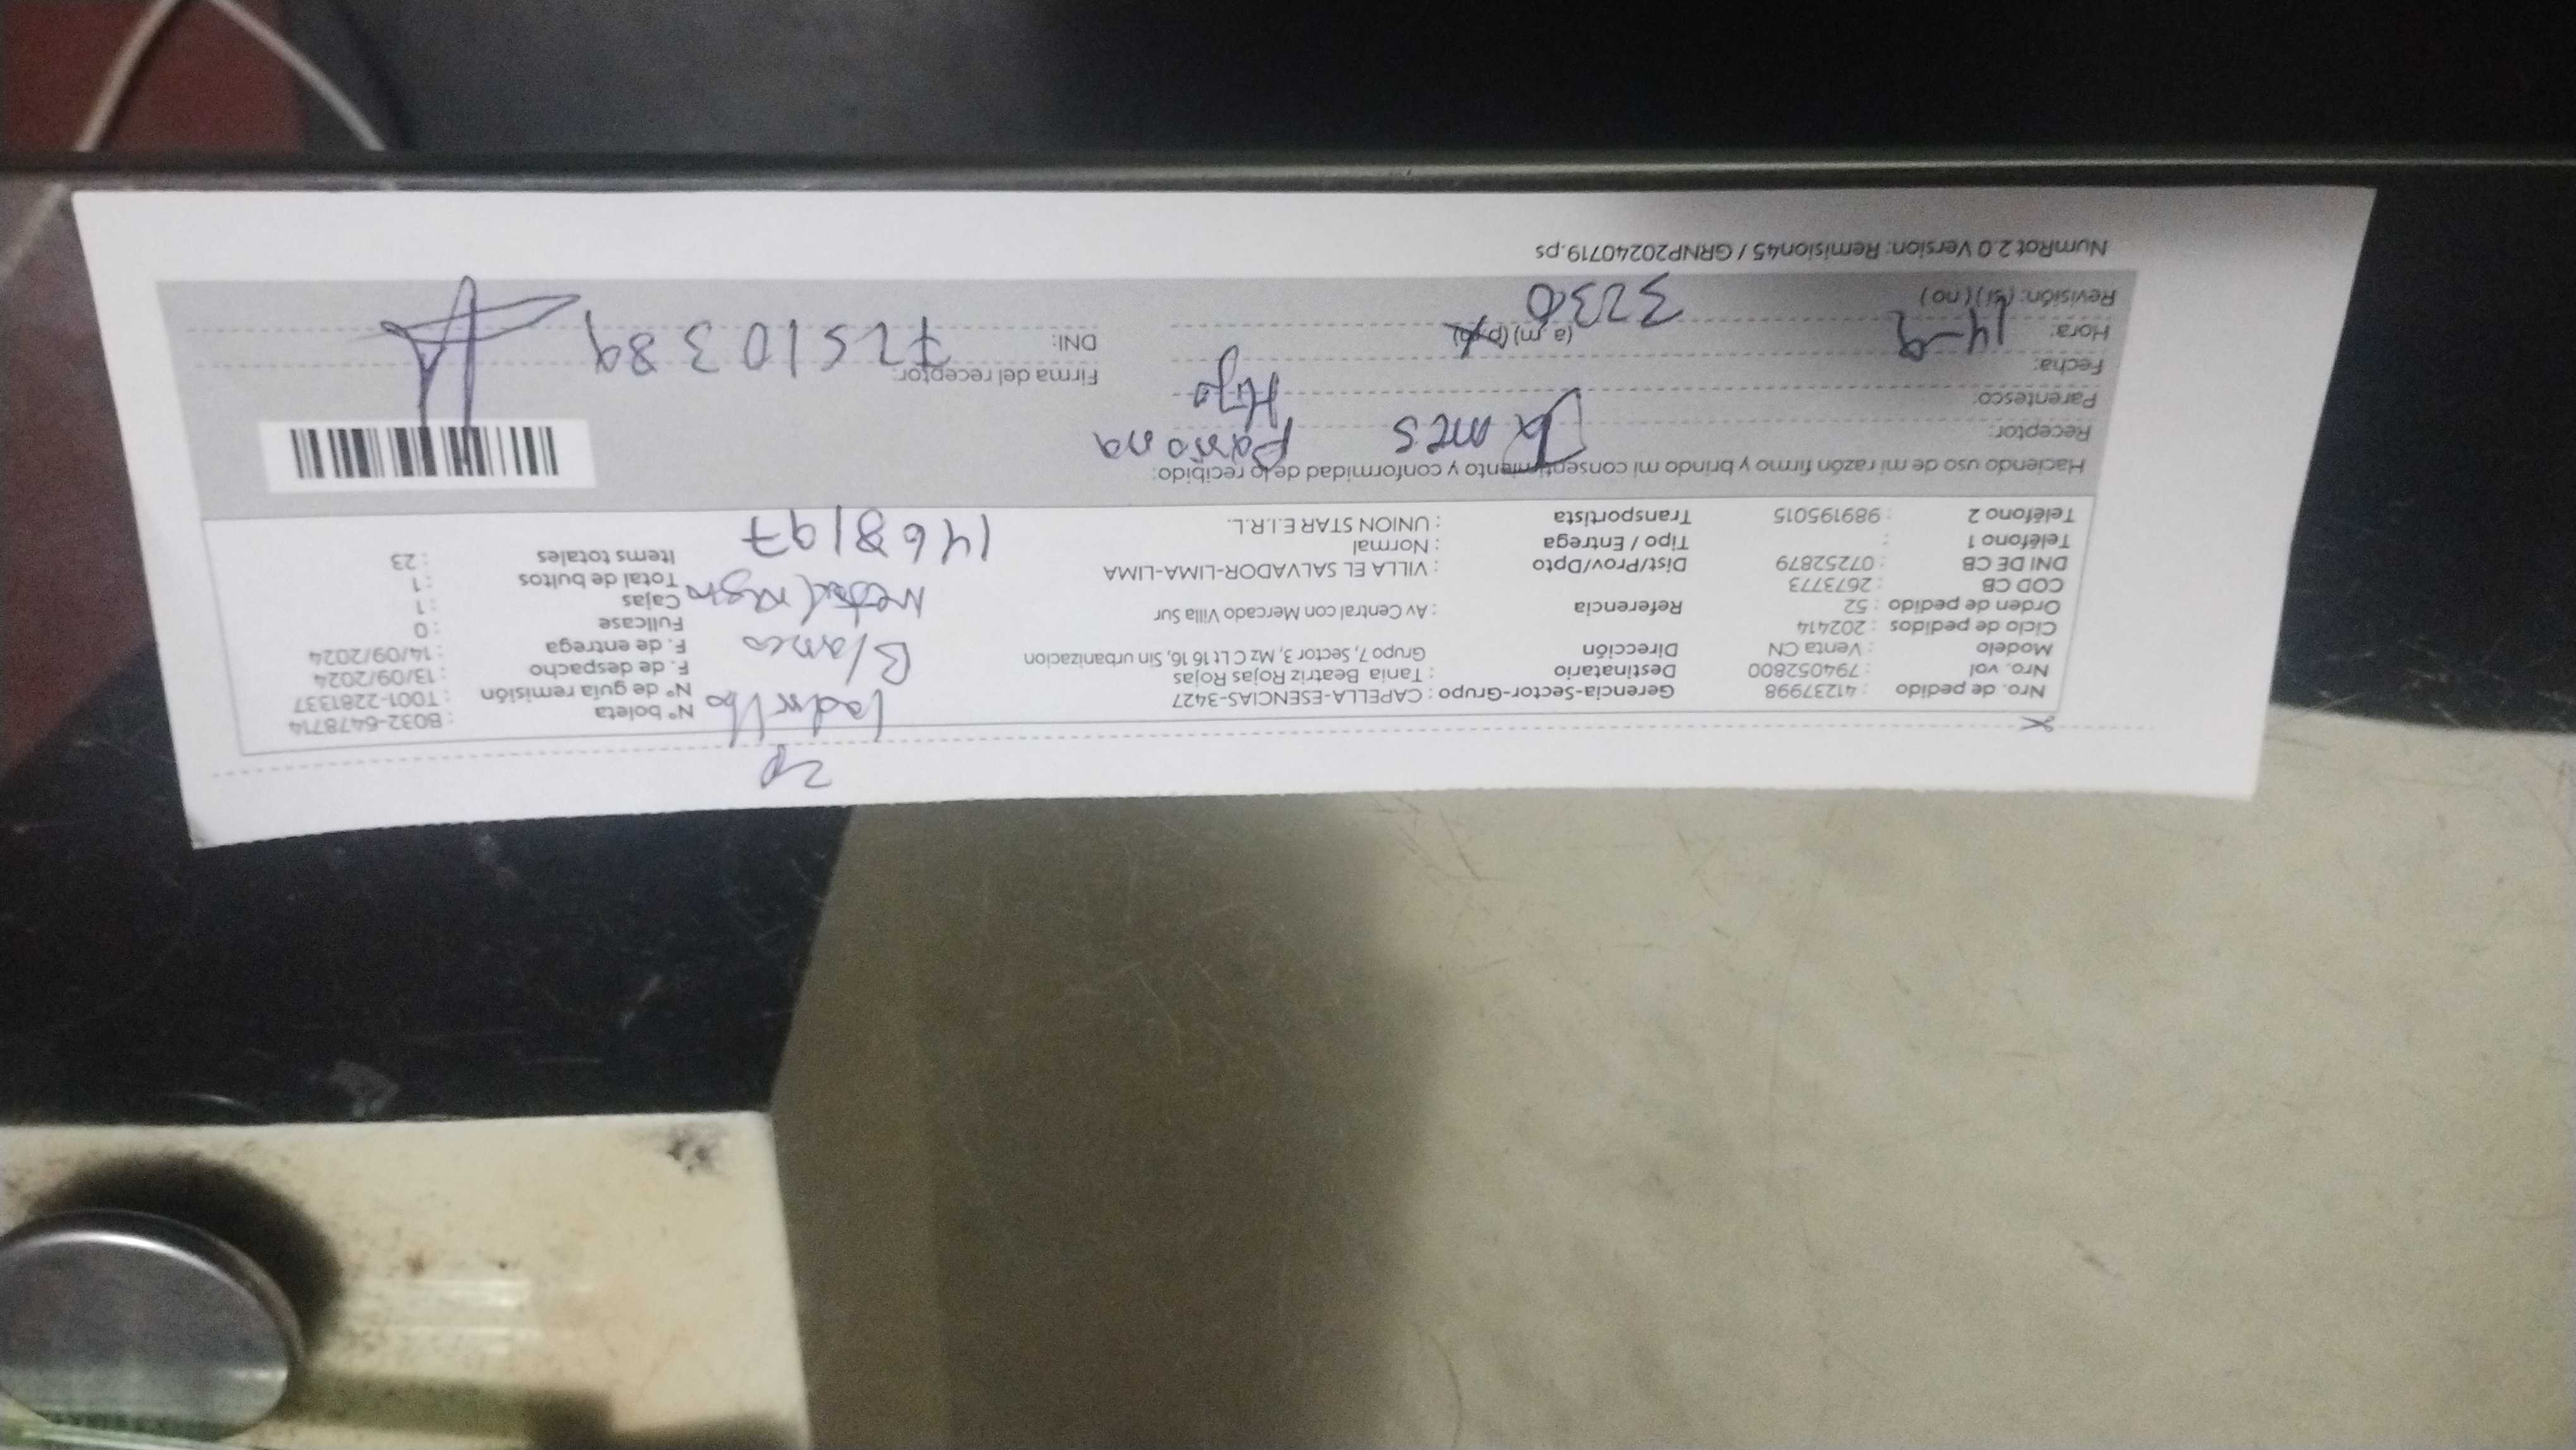 2p
Nro. de pedido : 41237998 Gerencia-Sector-Grupo : CAPELLA-ESENCIAS-3427 N° boleta : B032-6478714
Nro. vol : 794052800 Destinatario : Tania Beatriz Rojas Rojas N° de guía remisión : T001-2281337
Modelo : Venta CN Dirección Grupo 7, Sector 3, Mz C Lt 16 16, Sin urbanizacion F. de despacho : 13/09/2024
Ciclo de pedidos : 202414 Blanco F. de entrega : 14/09/2024
Orden de pedido : 52 Referencia : Av Central con Mercado Villa Sur Fullcase : 0
COD CB : 2673773 Cajas : 1
DNI DE CB : 07252879 Dist/Prov/Dpto : VILLA EL SALVADOR-LIMA-LIMA Total de bultos : 1
Teléfono 1 : Tipo / Entrega : Normal Items totales : 23
Teléfono 2 : 989195015 Transportista : UNION STAR E.I.R.L. 1468197
Haciendo uso de mi razón firmo y brindo mi consentimiento y conformidad de lo recibido:
Receptor: James Pariona
Parentesco: Hijo
Fecha: 14-9 Firma del receptor:
Hora: (a.m) (p.m) DNI: 72510389
Revisión: (si) (no) 3230
NumRot 2.0 Version: Remision45 / GRNP20240719.ps